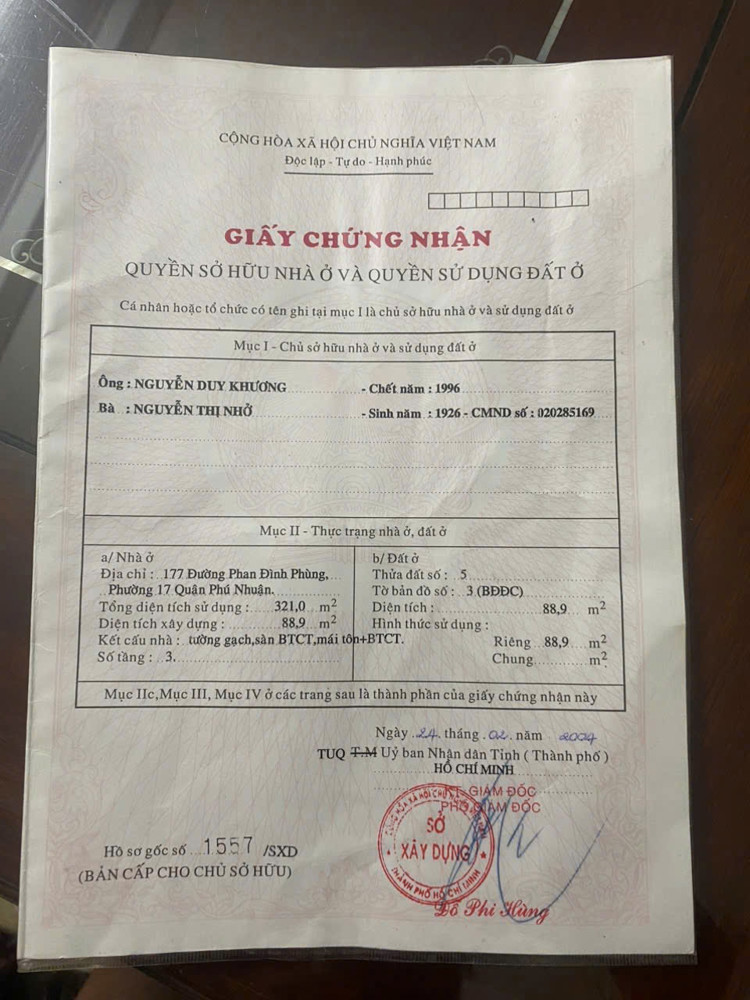 CỘNG HÒA XÃ HỘI CHỦ NGHĨA VIỆT NAM
Độc lập - Tự do - Hạnh phúc
GIẤY CHỨNG NHẬN
QUYỀN SỞ HỮU NHÀ Ở VÀ QUYỀN SỬ DỤNG ĐẤT Ở
Cá nhân hoặc tổ chức có tên ghi tại mục I là chủ sở hữu nhà ở và sử dụng đất ở
Mục I - Chủ sở hữu nhà ở và sử dụng đất ở
Ông : NGUYỄN DUY KHƯƠNG - Chết năm : 1996
Bà : NGUYỄN THỊ NHỞ - Sinh năm : 1926 - CMND số : 020285169
Mục II - Thực trạng nhà ở, đất ở
a/ Nhà ở
Địa chỉ : 177 Đường Phan Đình Phùng,
Phường 17 Quận Phú Nhuận.
Tổng diện tích sử dụng : 321,0 m2
Diện tích xây dựng : 88,9 m2
Kết cấu nhà : tường gạch,sàn BTCT,mái tôn+BTCT.
Số tầng : 3.
b/ Đất ở
Thửa đất số : 5
Tờ bản đồ số : 3 (BĐĐC)
Diện tích : 88,9 m2
Hình thức sử dụng :
Riêng 88,9 m2
Chung m2
Mục IIc,Mục III, Mục IV ở các trang sau là thành phần của giấy chứng nhận này
Ngày 24 tháng 02 năm 2004
TUQ T.M Uỷ ban Nhân dân Tỉnh ( Thành phố )
HỒ CHÍ MINH
KT. GIÁM ĐỐC
PHÓ GIÁM ĐỐC
SỞ
XÂY DỰNG
THÀNH PHỐ HỒ CHÍ MINH
Đỗ Phi Hùng
Hồ sơ gốc số 1557 /SXD
(BẢN CẤP CHO CHỦ SỞ HỮU)